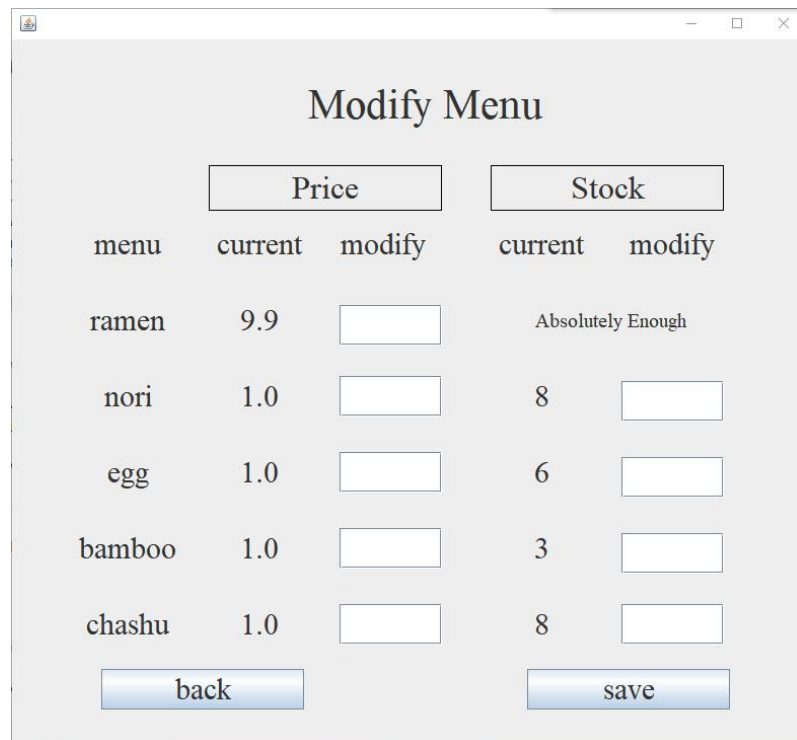 Modify Menu
Price Stock
menu current modify current modify
ramen 9.9 Absolutely Enough
nori 1.0 8
egg 1.0 6
bamboo 1.0 3
chashu 1.0 8
back save